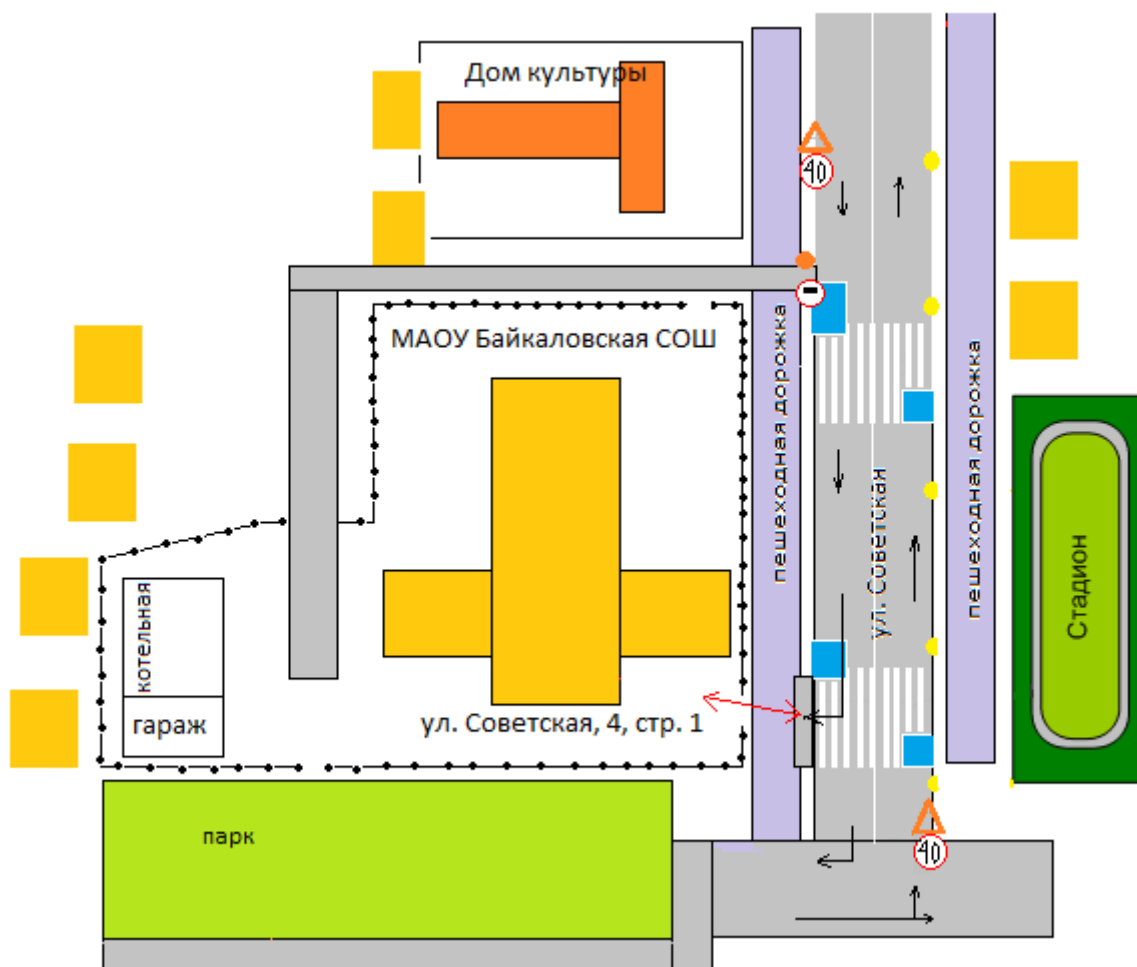 Дом культуры
40
МАОУ Байкаловская СОШ
пешеходная дорожка
ул. Советская
пешеходная дорожка
Стадион
котельная
гараж
ул. Советская, 4, стр. 1
парк
40